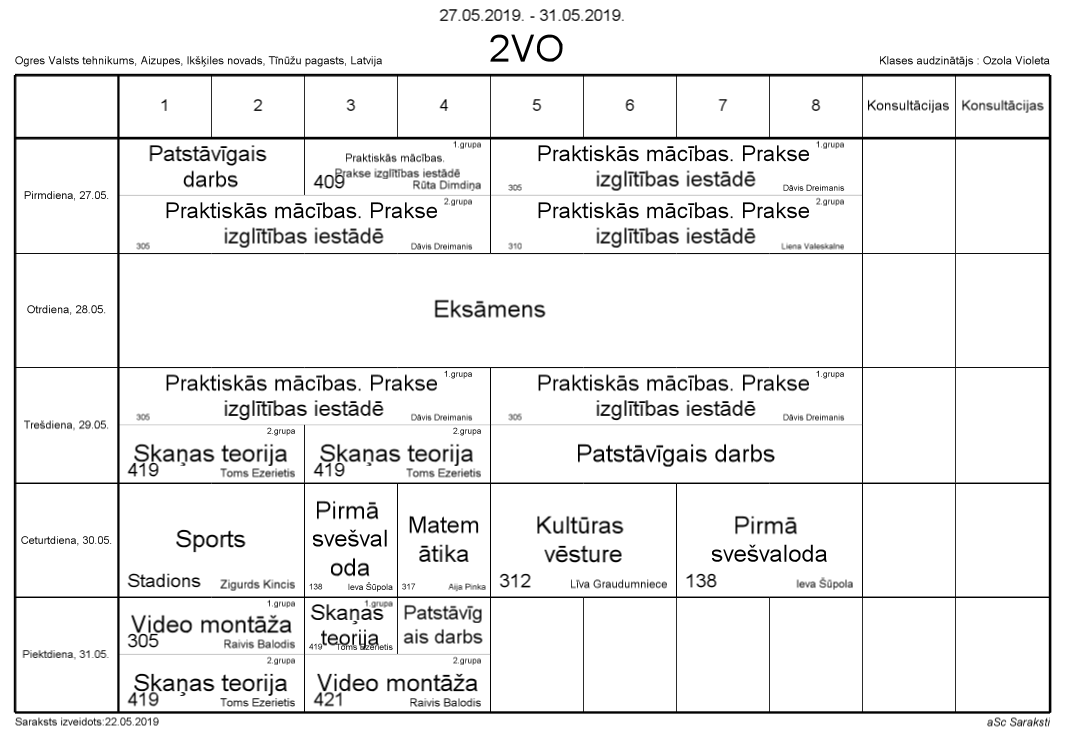 27.05.2019. - 31.05.2019.
2VO
Ogres Valsts tehnikums, Aizupes, Ikšķiles novads, Tīnūžu pagasts, Latvija
Klases audzinātājs : Ozola Violeta
1 2 3 4 5 6 7 8 Konsultācijas Konsultācijas
Pirmdiena, 27.05.
Patstāvīgais
darbs
1.grupa
Praktiskās mācības.
Prakse izglītības iestādē
409 Rūta Dimdiņa
1.grupa
Praktiskās mācības. Prakse
izglītības iestādē
305 Dāvis Dreimanis
2.grupa
Praktiskās mācības. Prakse
izglītības iestādē
305 Dāvis Dreimanis
2.grupa
Praktiskās mācības. Prakse
izglītības iestādē
310 Liena Valeskalne
Otrdiena, 28.05.
Eksāmens
Trešdiena, 29.05.
1.grupa
Praktiskās mācības. Prakse
izglītības iestādē
305 Dāvis Dreimanis
1.grupa
Praktiskās mācības. Prakse
izglītības iestādē
305 Dāvis Dreimanis
2.grupa
Skaņas teorija
419 Toms Ezerietis
2.grupa
Skaņas teorija
419 Toms Ezerietis
Patstāvīgais darbs
Ceturtdiena, 30.05.
Sports
Stadions Zigurds Kincis
Pirmā
svešval
oda
138 Ieva Šūpola
Matem
ātika
317 Aija Pinka
Kultūras
vēsture
312 Līva Graudumniece
Pirmā
svešvaloda
138 Ieva Šūpola
Piektdiena, 31.05.
1.grupa
Video montāža
305 Raivis Balodis
1.grupa
Skaņas
teorija
419 Toms Ezerietis
Patstāvīg
ais darbs
2.grupa
Skaņas teorija
419 Toms Ezerietis
2.grupa
Video montāža
421 Raivis Balodis
Saraksts izveidots:22.05.2019
aSc Saraksti